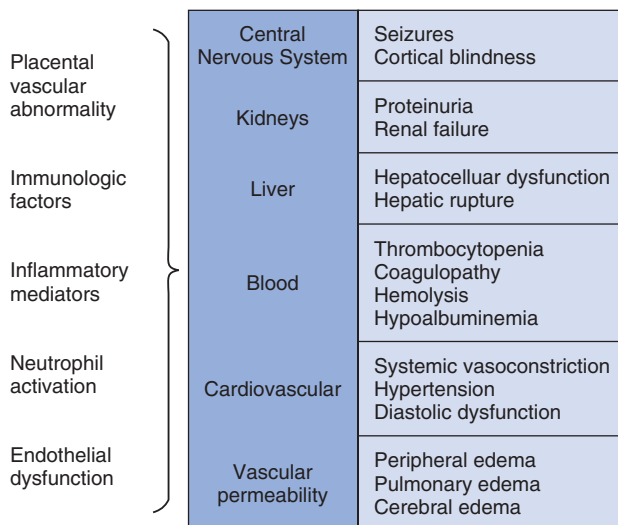 Placental
vascular
abnormality
Immunologic
factors
Inflammatory
mediators
Neutrophil
activation
Endothelial
dysfunction
Central
Nervous System
Seizures
Cortical blindness
Kidneys
Proteinuria
Renal failure
Liver
Hepatocelluar dysfunction
Hepatic rupture
Blood
Thrombocytopenia
Coagulopathy
Hemolysis
Hypoalbuminemia
Cardiovascular
Systemic vasoconstriction
Hypertension
Diastolic dysfunction
Vascular
permeability
Peripheral edema
Pulmonary edema
Cerebral edema